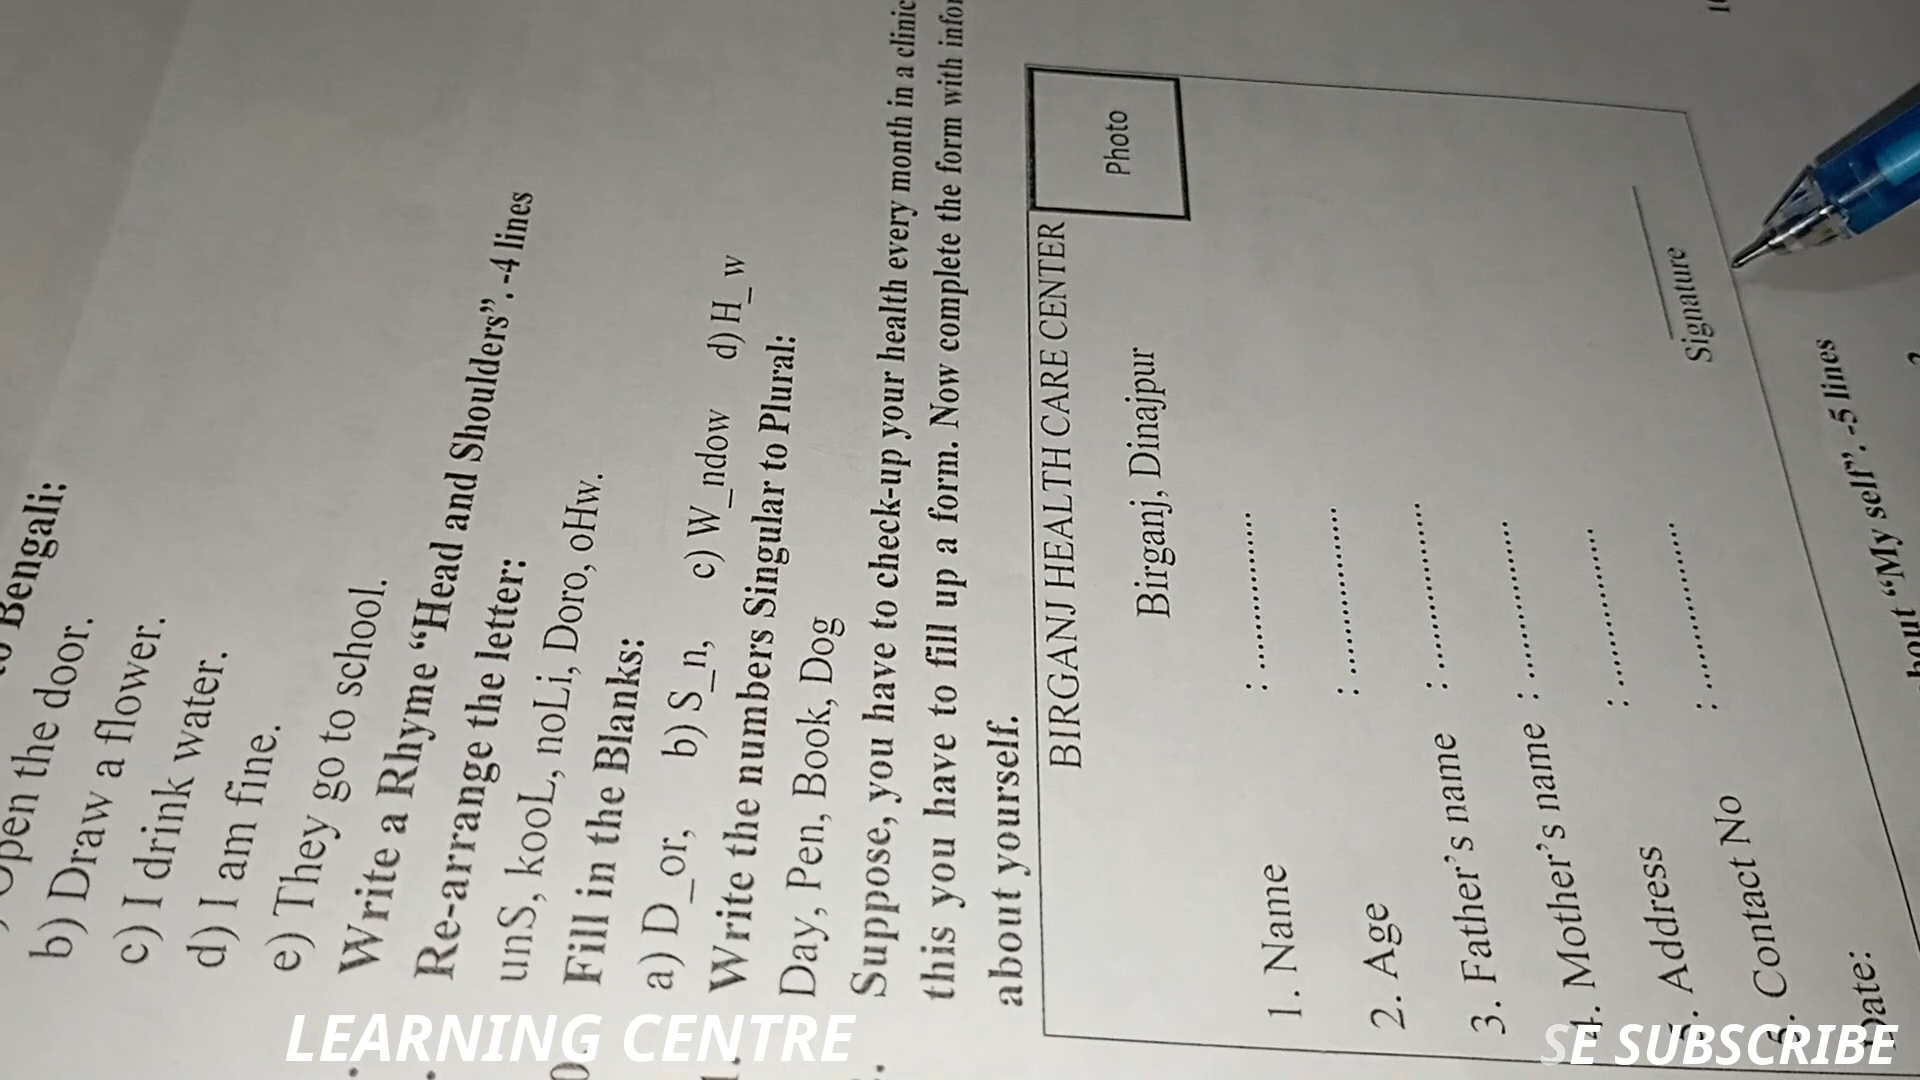 to Bengali:
Open the door.
b) Draw a flower.
c) I drink water.
d) I am fine.
e) They go to school.
Write a Rhyme “Head and Shoulders”. -4 lines
Re-arrange the letter:
unS, kooL, noLi, Doro, oHw.
Fill in the Blanks:
a) D_or, b) S_n, c) W_ndow d) H_w
Write the numbers Singular to Plural:
Day, Pen, Book, Dog
Suppose, you have to check-up your health every month in a clinic
this you have to fill up a form. Now complete the form with
about yourself.
BIRGANJ HEALTH CARE CENTER
Photo
Birganj, Dinajpur
1. Name : ................
2. Age : ................
3. Father’s name : ................
4. Mother’s name : ................
5. Address : ................
6. Contact No : ................
Date:
Signature
about “My self”. -5 lines
LEARNING CENTRE
SE SUBSCRIBE